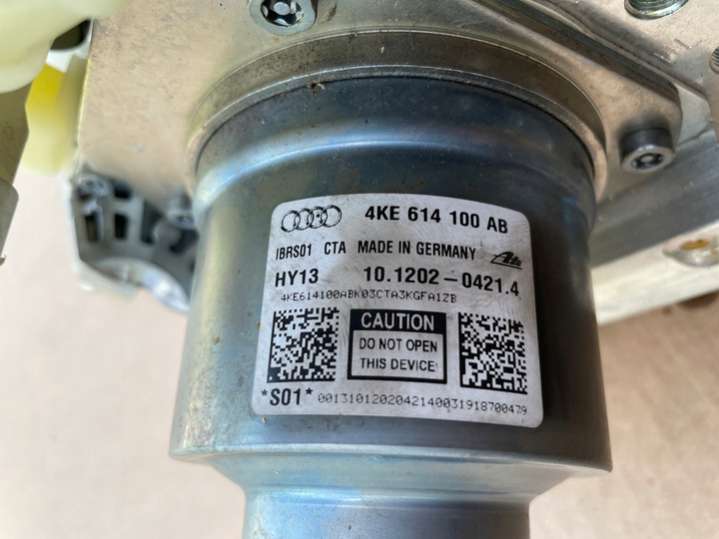 4KE 614 100 AB
IBRS01 CTA MADE IN GERMANY Ate
HY13 10.1202-0421.4
4KE614100ABK03CTA3KGFA1ZB
CAUTION
DO NOT OPEN
THIS DEVICE!
*S01* 0013101202042140031918700479